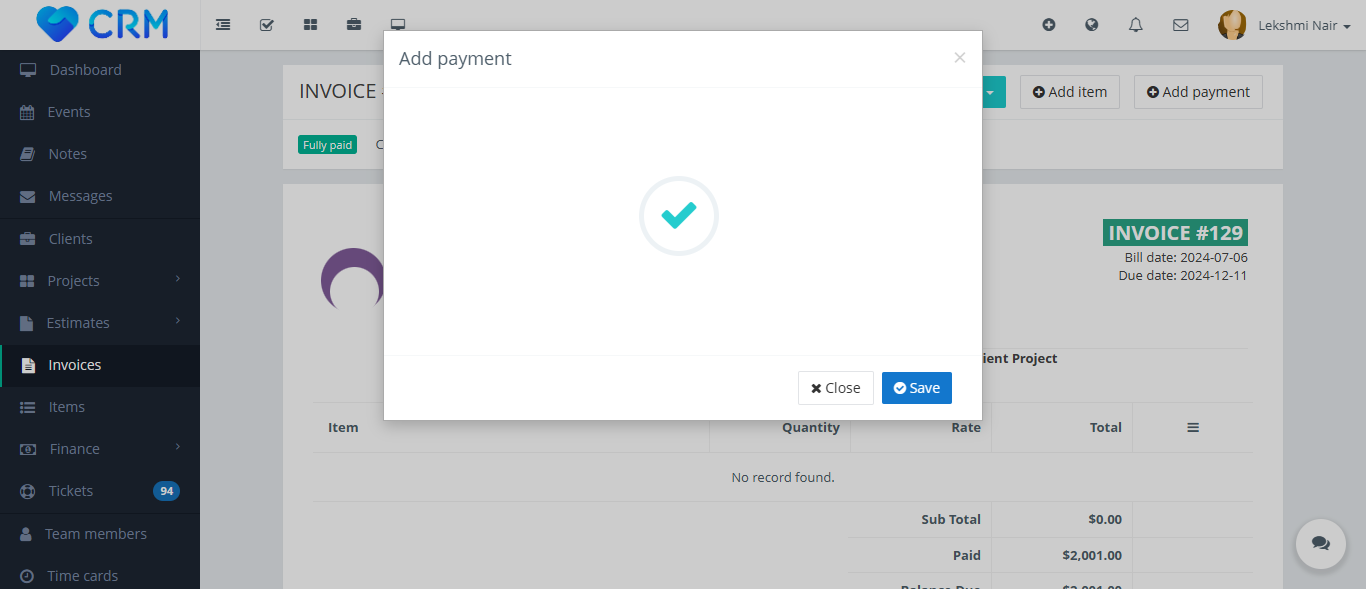 CRM
Lekshmi Nair
Dashboard
Events
Notes
Messages
Clients
Projects
Estimates
Invoices
Items
Finance
Tickets 94
Team members
Time cards
Add payment ×
INVOICE
Add item
Add payment
Fully paid
INVOICE #129
Bill date: 2024-07-06
Due date: 2024-12-11
ient Project
Close Save
Item Quantity Rate Total
No record found.
Sub Total $0.00
Paid $2,001.00